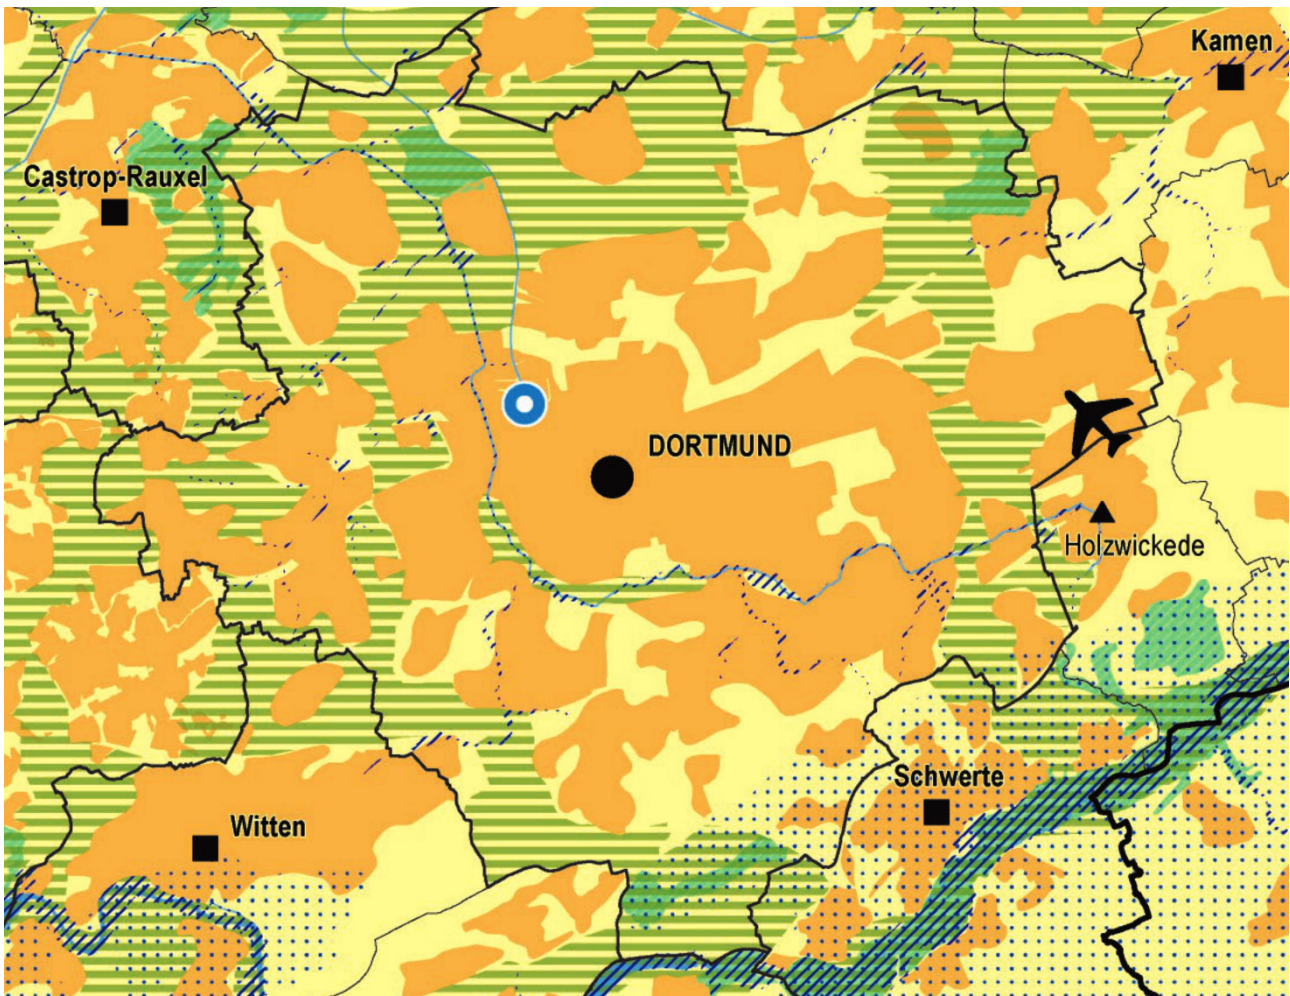 Kamen
Castrop-Rauxel
DORTMUND
Holzwickede
Schwerte
Witten